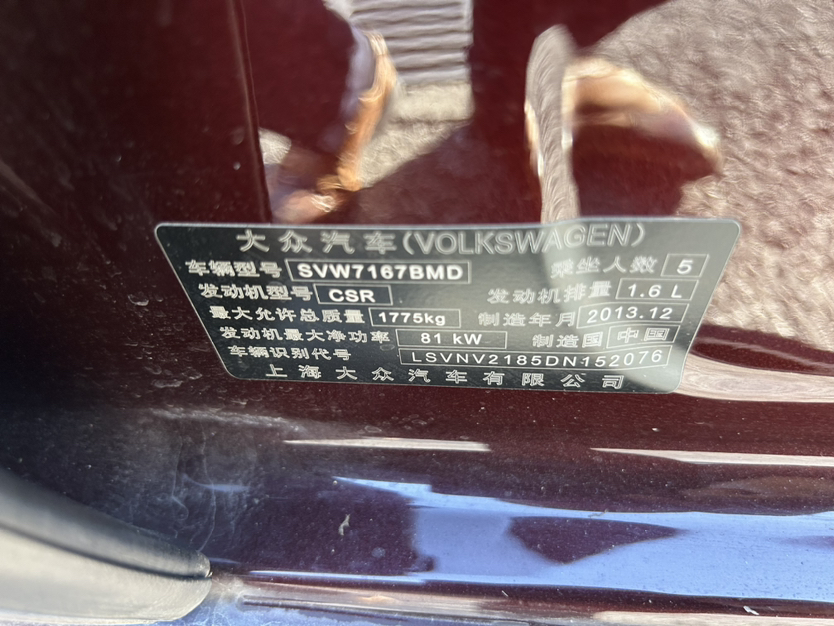 大众汽车(VOLKSWAGEN)
车辆型号 SVW7167BMD 乘坐人数 5
发动机型号 CSR 发动机排量 1.6 L
最大允许总质量 1775kg 制造年月 2013.12
发动机最大净功率 81 kW 制造国 中国
车辆识别代号 LSVNV2185DN152076
上海大众汽车有限公司